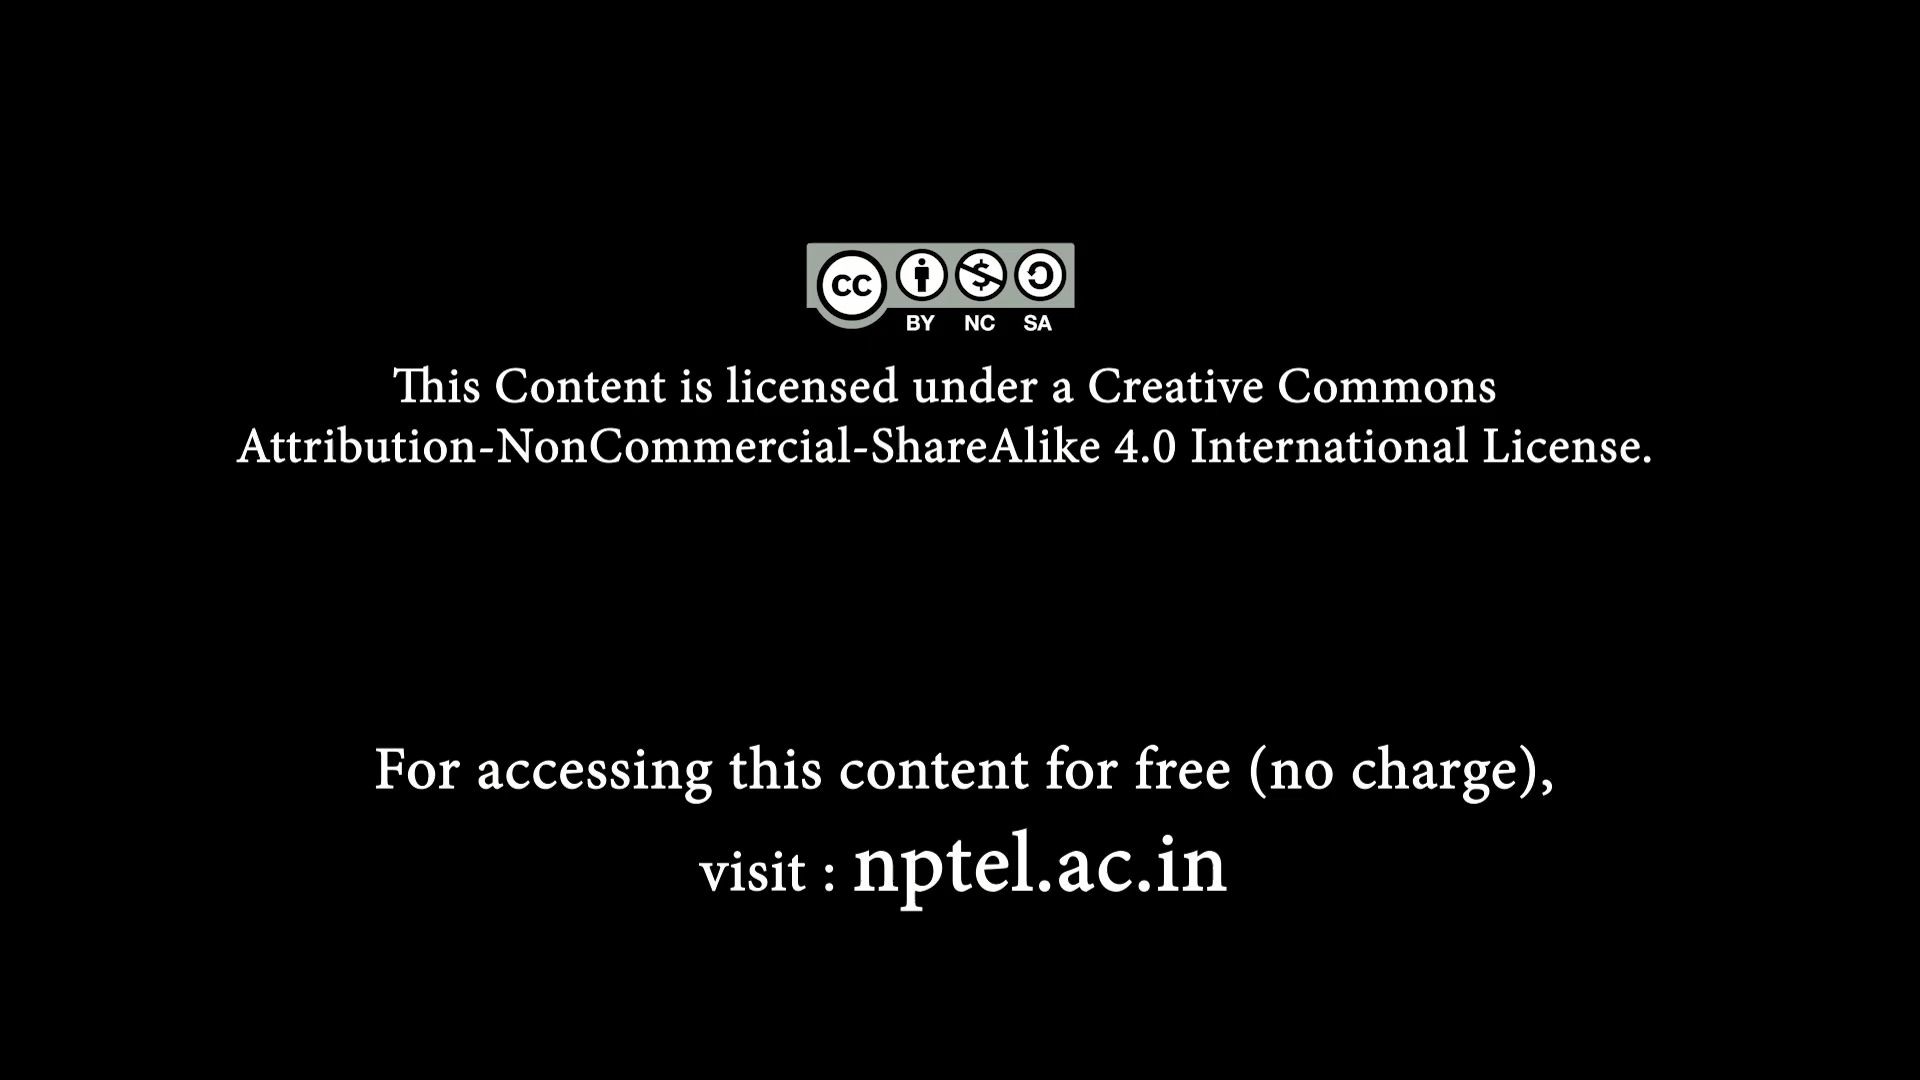 CC
BY NC SA
This Content is licensed under a Creative Commons
Attribution-NonCommercial-ShareAlike 4.0 International License.
For accessing this content for free (no charge),
visit : nptel.ac.in